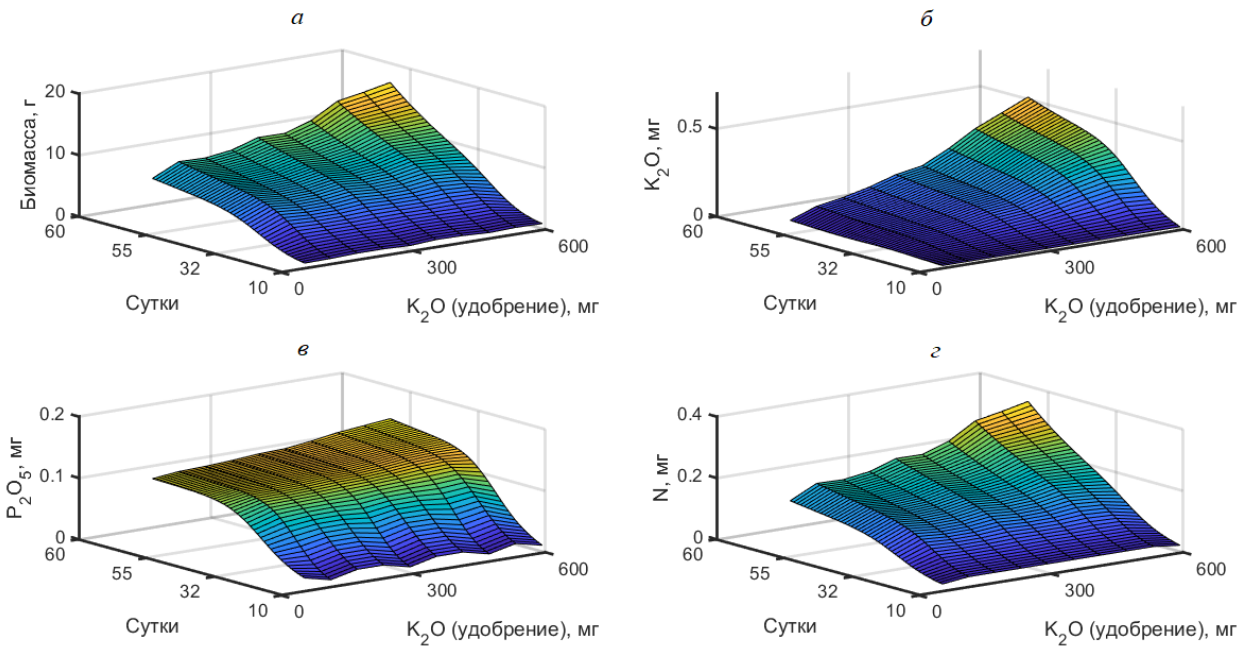 а
20
10
0
Биомасса, г
60
55
32
10
Сутки
0
300
600
K₂O (удобрение), мг
б
0.5
0
K₂O, мг
60
55
32
10
Сутки
0
300
600
K₂O (удобрение), мг
в
0.2
0.1
0
P₂O₅, мг
60
55
32
10
Сутки
0
300
600
K₂O (удобрение), мг
г
0.4
0.2
0
N, мг
60
55
32
10
Сутки
0
300
600
K₂O (удобрение), мг